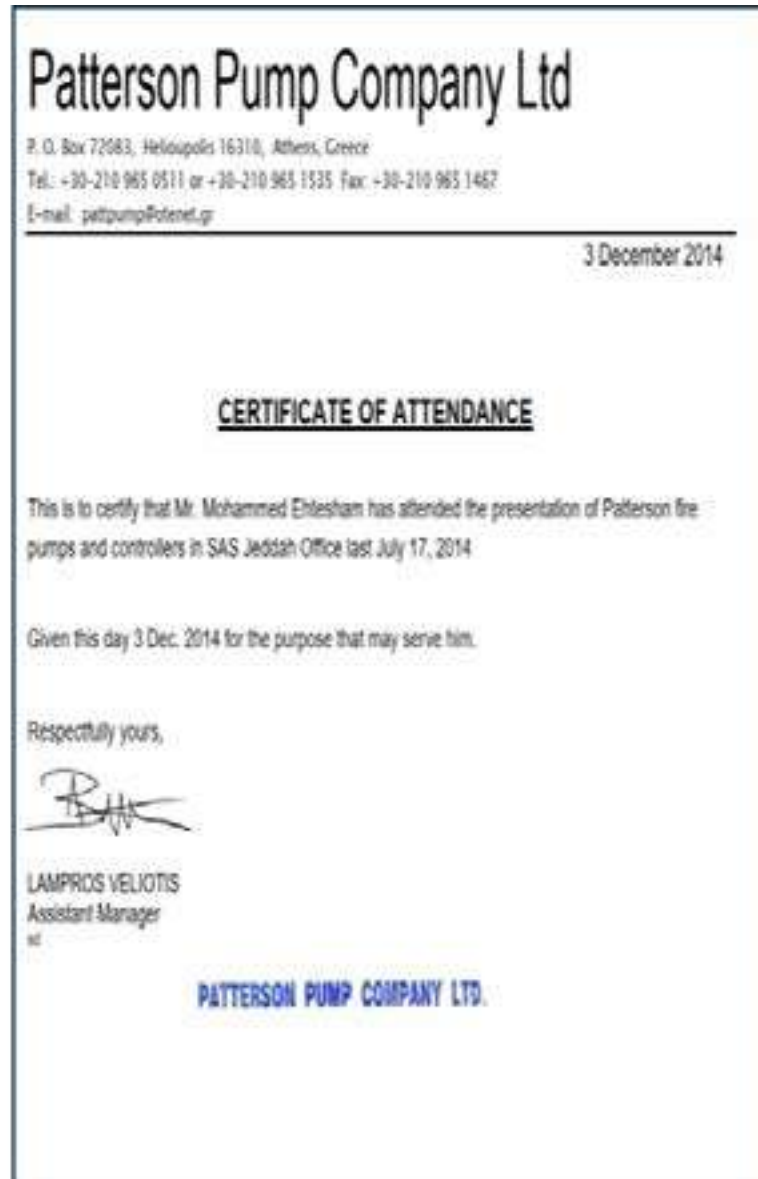 Patterson Pump Company Ltd
P. O. Box 72083, Helioupolis 16310, Athens, Greece
Tel.: +30-210 965 0511 or +30-210 965 1535 Fax: +30-210 965 1467
E-mail: pattpump@otenet.gr
3 December 2014
CERTIFICATE OF ATTENDANCE
This is to certify that Mr. Mohammed Ehtesham has attended the presentation of Patterson fire
pumps and controllers in SAS Jeddah Office last July 17, 2014
Given this day 3 Dec. 2014 for the purpose that may serve him.
Respectfully yours,
LAMPROS VELIOTIS
Assistant Manager
PATTERSON PUMP COMPANY LTD.